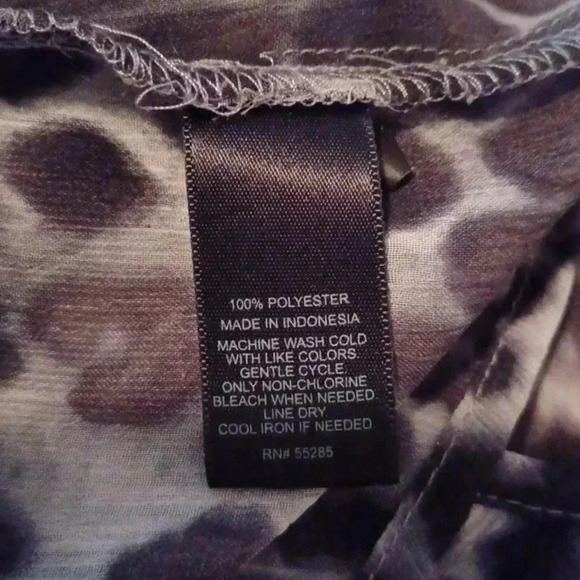 100% POLYESTER
MADE IN INDONESIA
MACHINE WASH COLD
WITH LIKE COLORS.
GENTLE CYCLE.
ONLY NON-CHLORINE
BLEACH WHEN NEEDED.
LINE DRY.
COOL IRON IF NEEDED.
RN# 55285